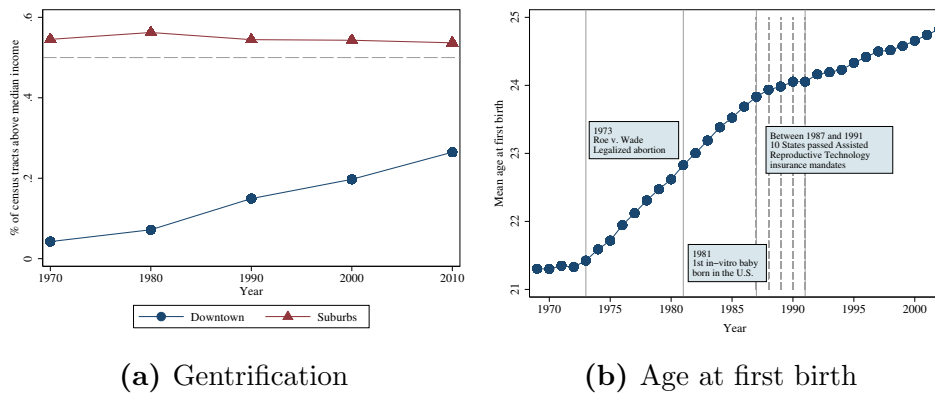 % of census tracts above median income
.6
.4
.2
0
1970 1980 1990 2000 2010
Year
Downtown Suburbs
(a) Gentrification
Mean age at first birth
25
24
23
22
21
1973
Roe v. Wade
Legalized abortion
Between 1987 and 1991
10 States passed Assisted
Reproductive Technology
insurance mandates
1981
1st in-vitro baby
born in the U.S.
1970 1975 1980 1985 1990 1995 2000
Year
(b) Age at first birth